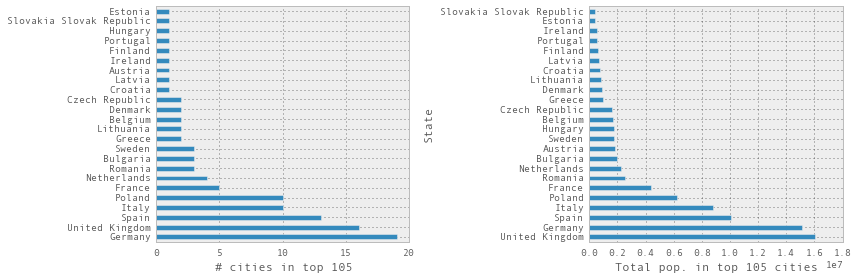 Estonia
Slovakia Slovak Republic
Hungary
Portugal
Finland
Ireland
Austria
Latvia
Croatia
Czech Republic
Denmark
Belgium
Lithuania
Greece
Sweden
Bulgaria
Romania
Netherlands
France
Poland
Italy
Spain
United Kingdom
Germany
0 5 10 15 20
# cities in top 105
State
Slovakia Slovak Republic
Estonia
Ireland
Portugal
Finland
Latvia
Croatia
Lithuania
Denmark
Greece
Czech Republic
Belgium
Hungary
Sweden
Austria
Bulgaria
Netherlands
Romania
France
Poland
Italy
Spain
Germany
United Kingdom
0.0 0.2 0.4 0.6 0.8 1.0 1.2 1.4 1.6 1.8
1e7
Total pop. in top 105 cities